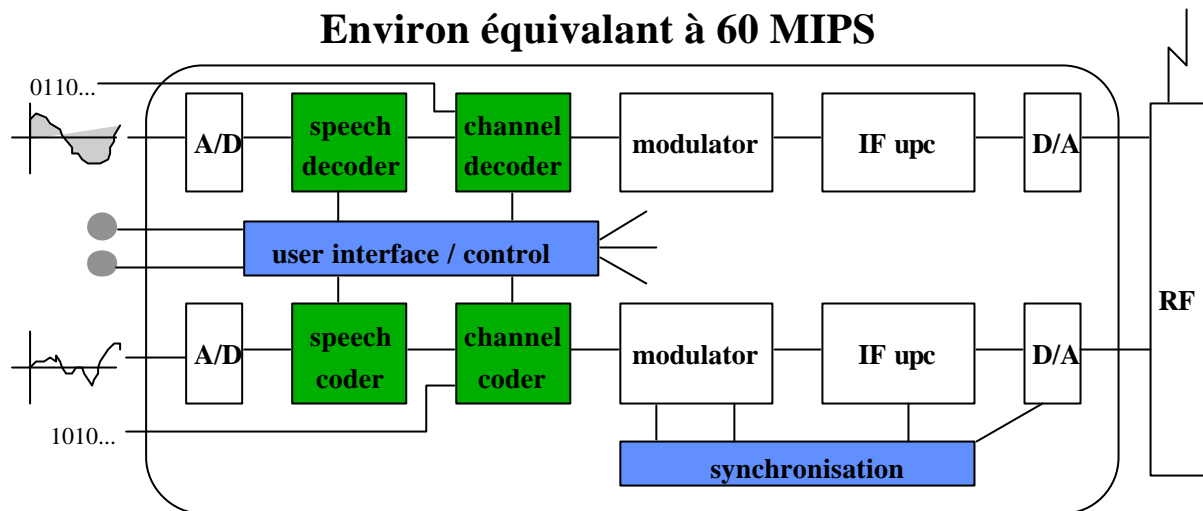 Environ équivalant à 60 MIPS
0110...
A/D
speech
decoder
channel
decoder
modulator
IF upc
D/A
user interface / control
RF
A/D
speech
coder
channel
coder
modulator
IF upc
D/A
1010...
synchronisation